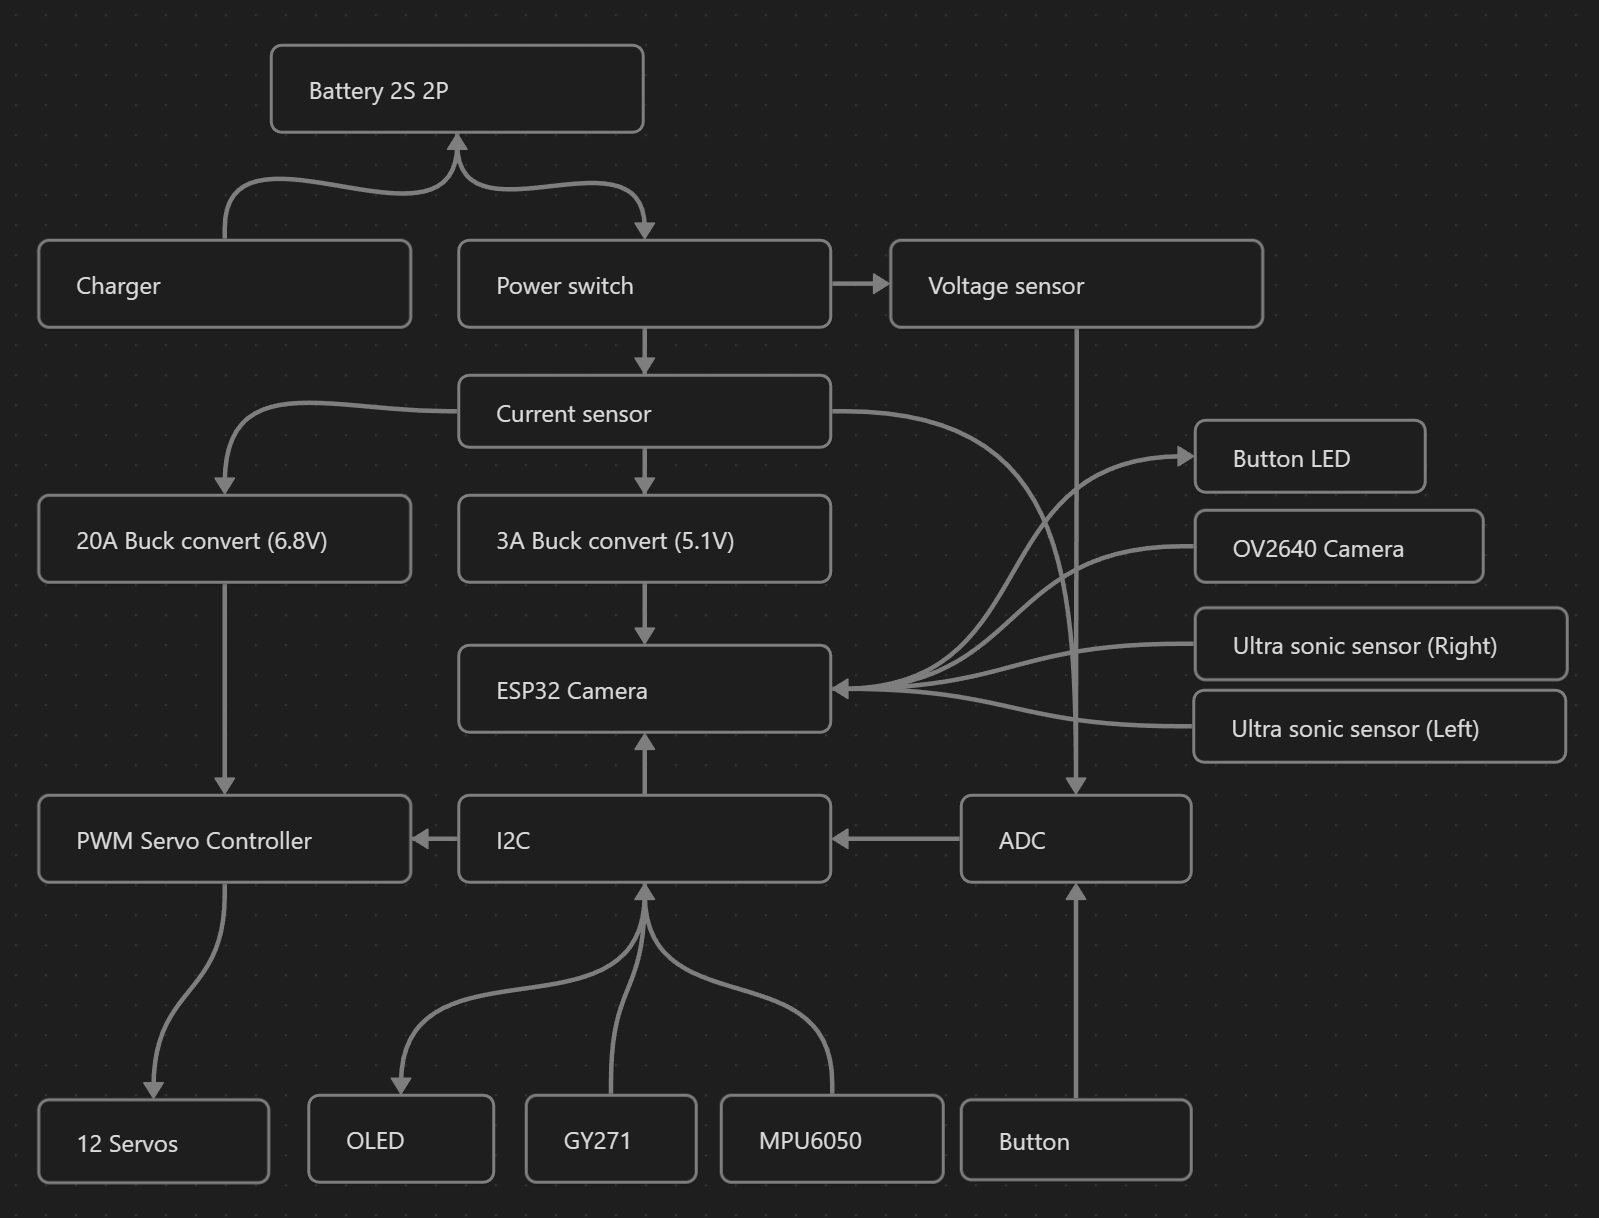 Battery 2S 2P
Charger
Power switch
Voltage sensor
Current sensor
Button LED
20A Buck convert (6.8V)
3A Buck convert (5.1V)
OV2640 Camera
Ultra sonic sensor (Right)
ESP32 Camera
Ultra sonic sensor (Left)
PWM Servo Controller
I2C
ADC
12 Servos
OLED
GY271
MPU6050
Button